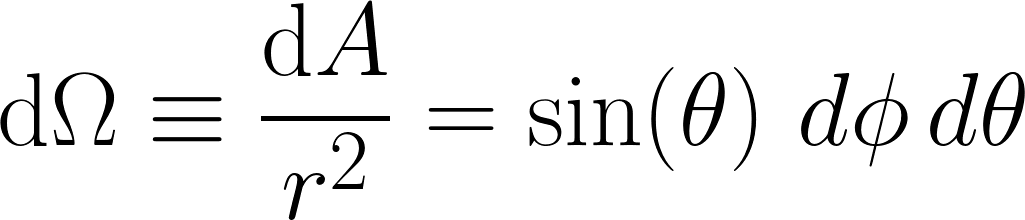 dΩ ≡ dA/r² = sin(θ) dϕ dθ